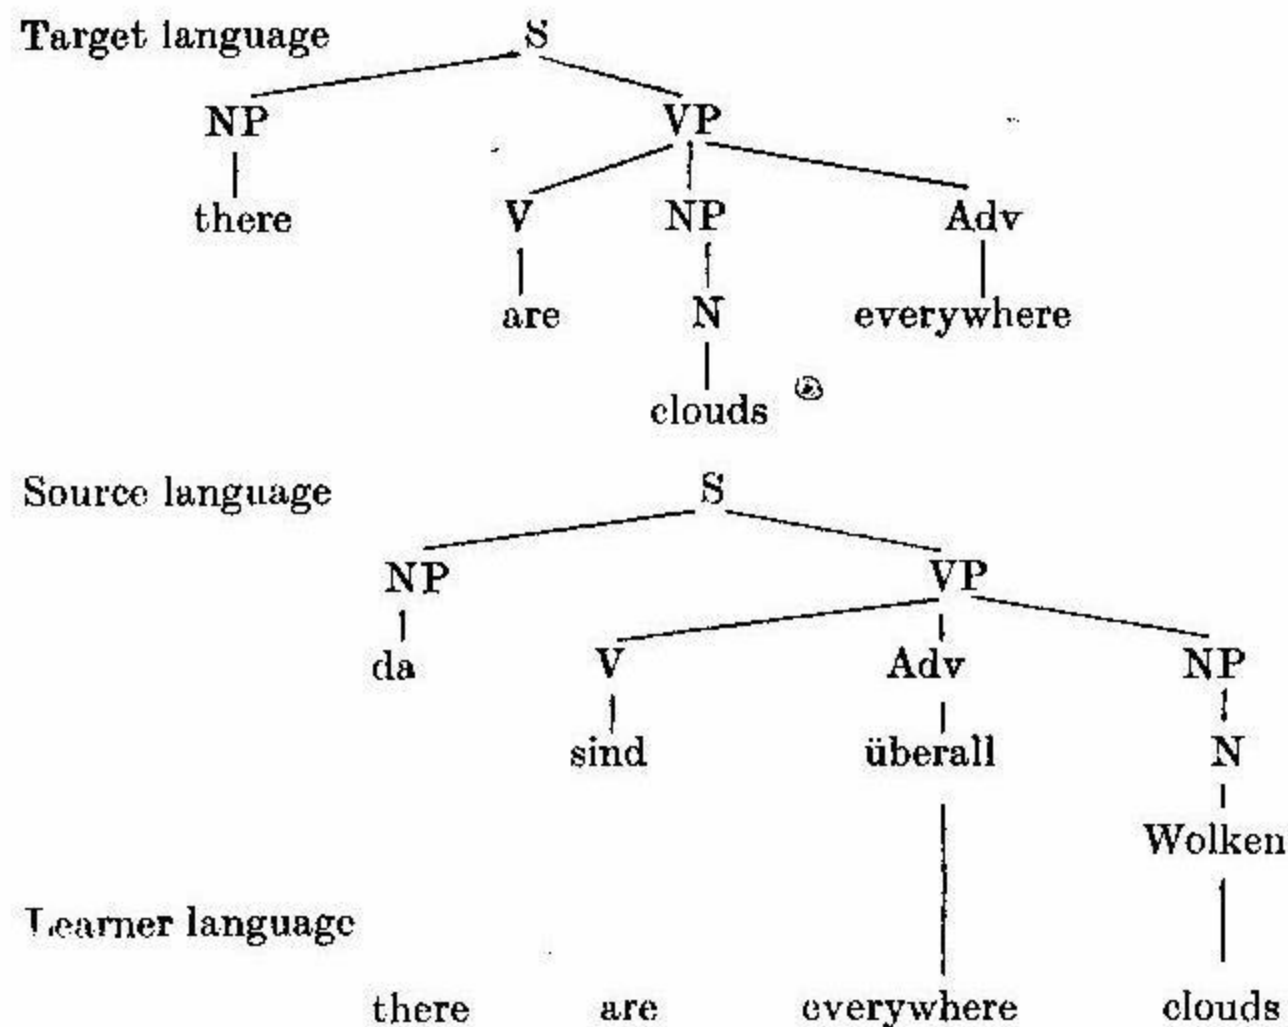 Target language S
NP VP
there V NP Adv
are N everywhere
clouds
Source language S
NP VP
da V Adv NP
sind überall N
Wolken
Learner language
there are everywhere clouds